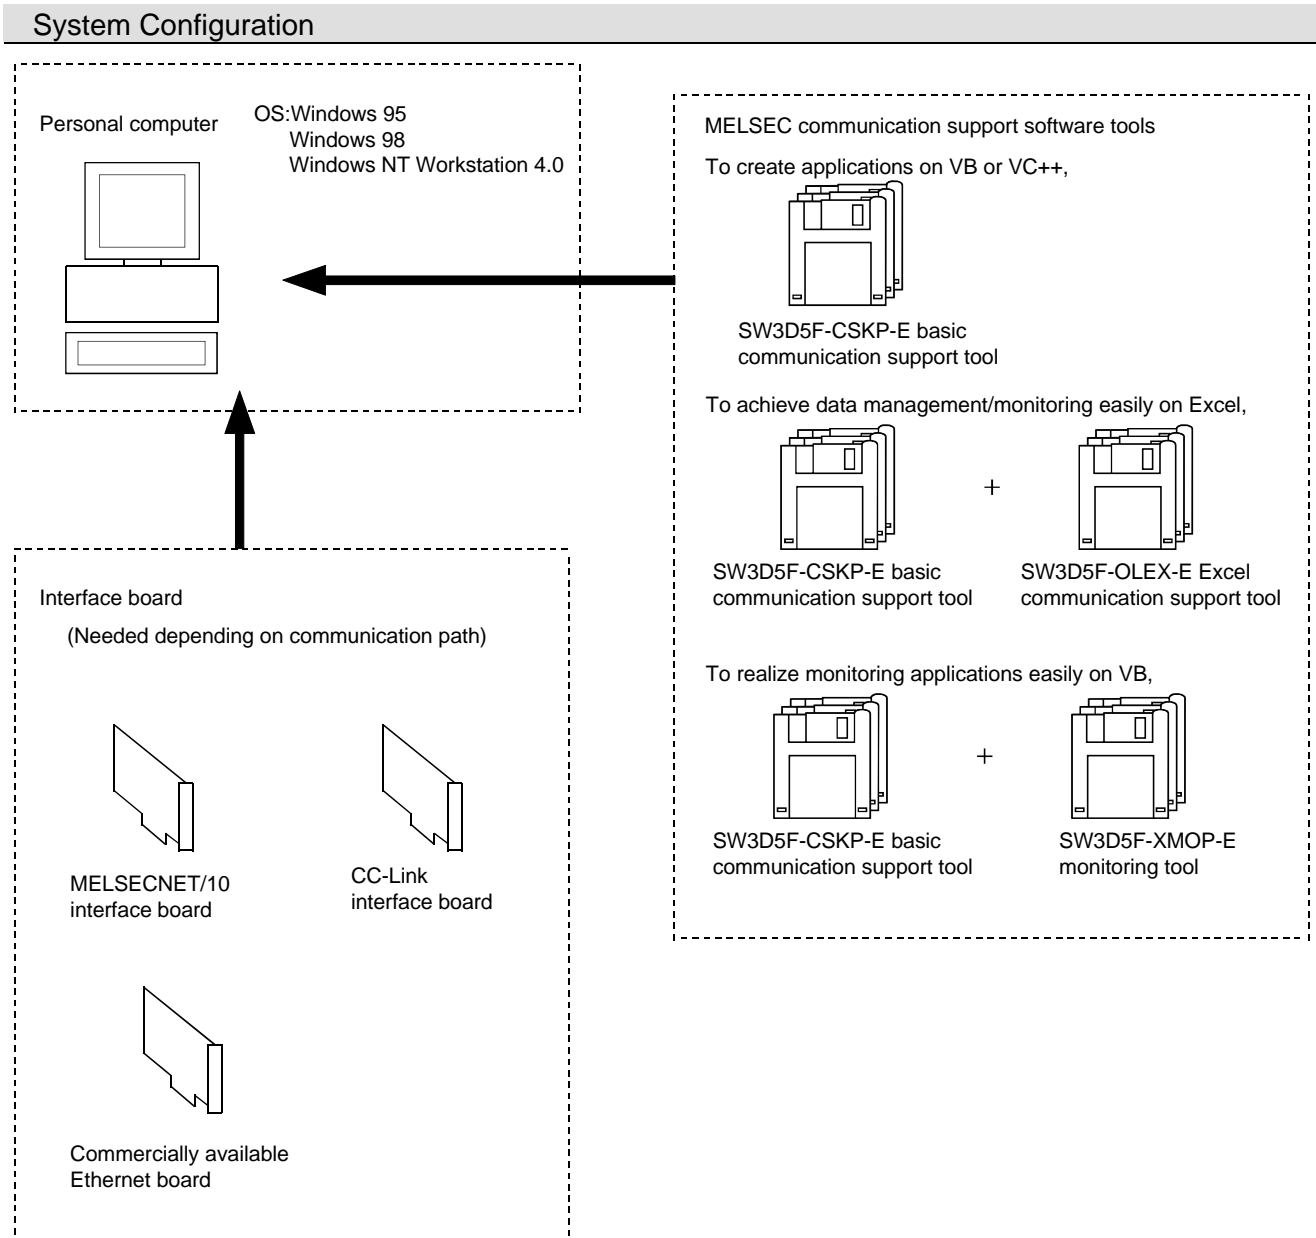 System Configuration
Personal computer
OS:Windows 95
Windows 98
Windows NT Workstation 4.0
MELSEC communication support software tools
To create applications on VB or VC++,
SW3D5F-CSKP-E basic
communication support tool
To achieve data management/monitoring easily on Excel,
+
SW3D5F-CSKP-E basic
communication support tool
SW3D5F-OLEX-E Excel
communication support tool
To realize monitoring applications easily on VB,
+
SW3D5F-CSKP-E basic
communication support tool
SW3D5F-XMOP-E
monitoring tool
Interface board
(Needed depending on communication path)
MELSECNET/10
interface board
CC-Link
interface board
Commercially available
Ethernet board